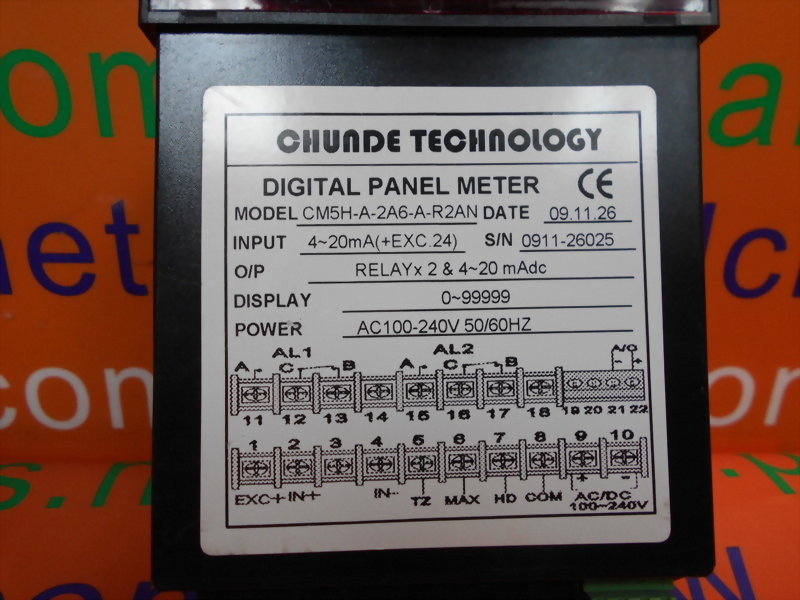 CHUNDE TECHNOLOGY
DIGITAL PANEL METER CE
MODEL CM5H-A-2A6-A-R2AN DATE 09.11.26
INPUT 4~20mA(+EXC.24) S/N 0911-26025
O/P RELAYx 2 & 4~20 mAdc
DISPLAY 0~99999
POWER AC100-240V 50/60HZ
AL1 AL2 A/O
A C B A C B - +
11 12 13 14 15 16 17 18 19 20 21 22
1 2 3 4 5 6 7 8 9 10
+ -
EXC+ IN+ IN- TZ MAX HD COM AC/DC
100~240V